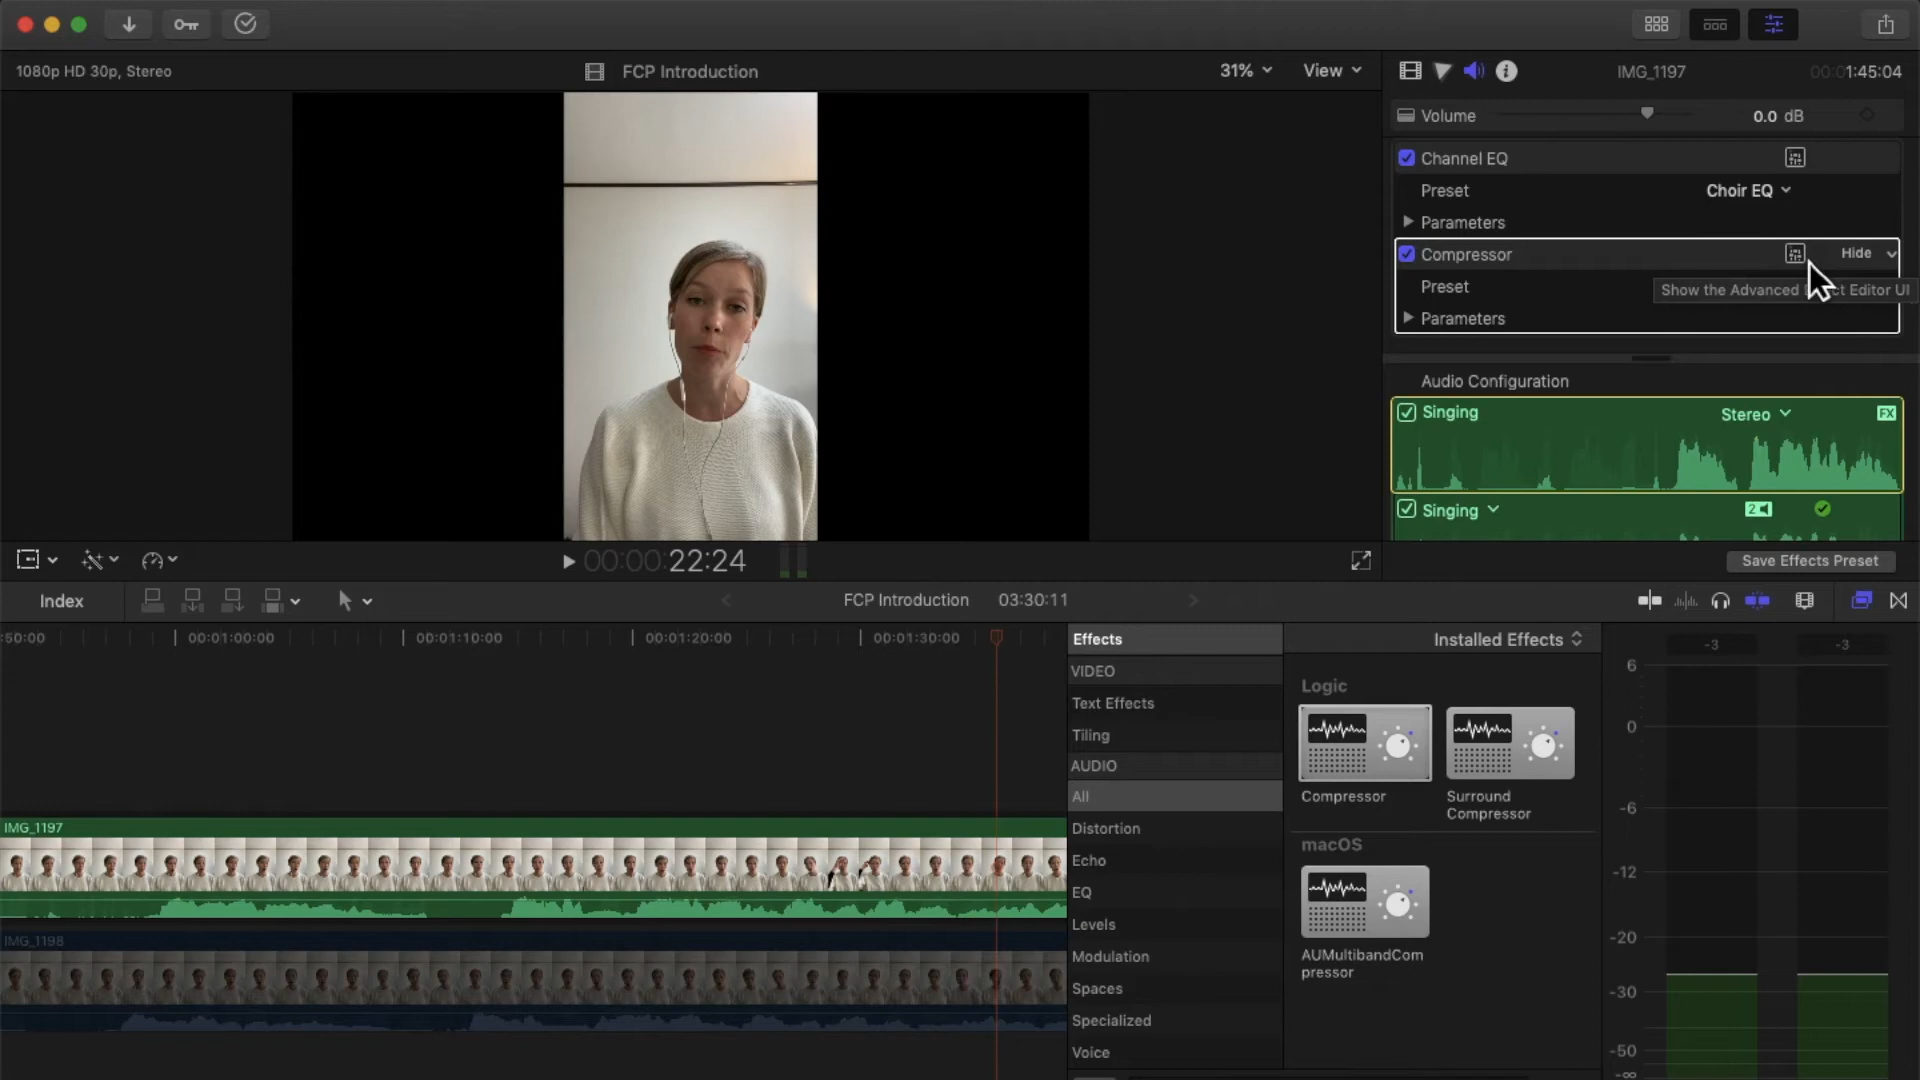 1080p HD 30p, Stereo
FCP Introduction
31%
View
IMG_1197
00:01:45:04
Volume
0.0 dB
Channel EQ
Preset
Choir EQ
Parameters
Compressor
Hide
Preset
Show the Advanced Editor UI
Parameters
Audio Configuration
Singing
Stereo
FX
Singing
2
00:00:22:24
Save Effects Preset
Index
FCP Introduction
03:30:11
:50:00
00:01:00:00
00:01:10:00
00:01:20:00
00:01:30:00
Effects
Installed Effects
VIDEO
Text Effects
Tiling
AUDIO
All
Distortion
Echo
EQ
Levels
Modulation
Spaces
Specialized
Voice
Logic
Compressor
Surround
Compressor
macOS
AUMultibandCom
pressor
-3
-3
6
0
-6
-12
-20
-30
-50
-∞
IMG_1197
IMG_1198